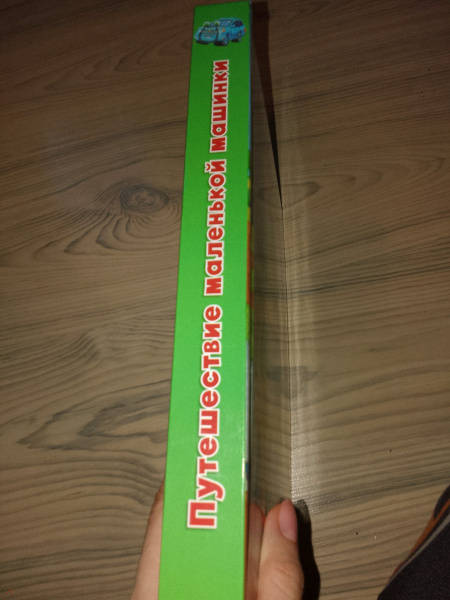 Путешествие маленькой машинки